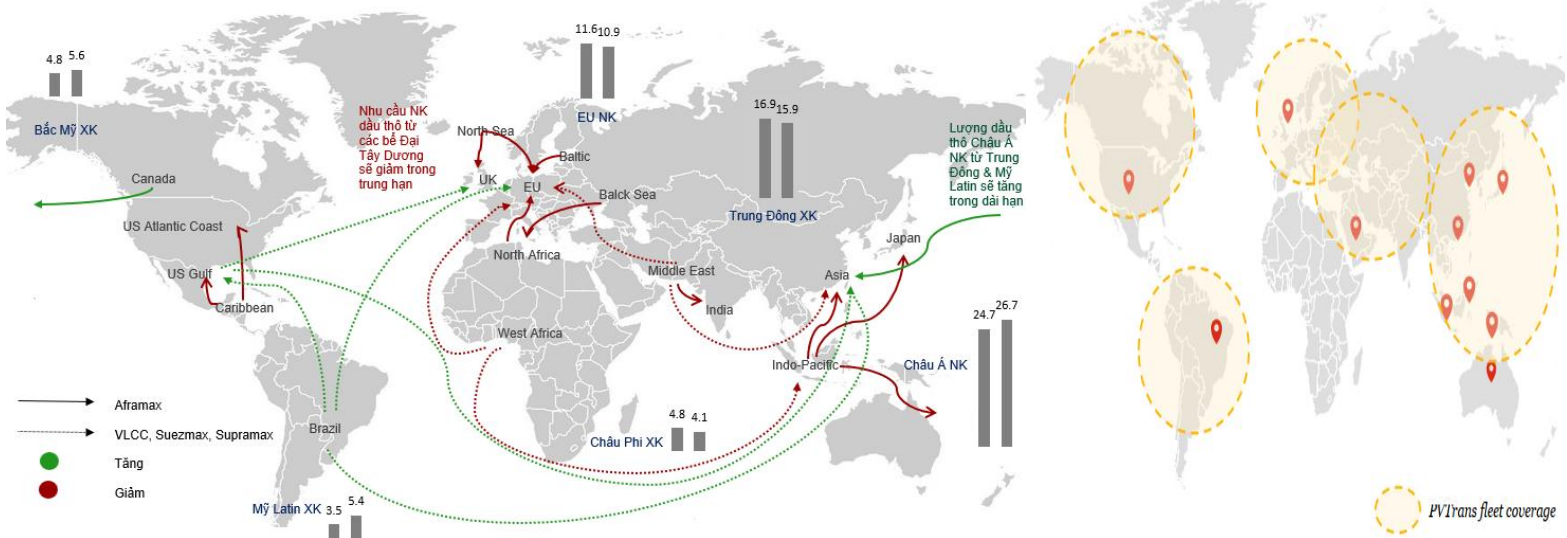 4.8 5.6
Bắc Mỹ XK
Canada
US Atlantic Coast
US Gulf
Caribbean
Aframax
VLCC, Suezmax, Supramax
Tăng
Giảm
Brazil
Mỹ Latin XK
3.5 5.4
Nhu cầu NK
dầu thô từ
các bể Đại
Tây Dương
sẽ giảm trong
trung hạn
11.6 10.9
EU NK
North Sea
Baltic
UK
EU
Balck Sea
North Africa
West Africa
16.9 15.9
Trung Đông XK
Middle East
India
Châu Phi XK
4.8 4.1
Lượng dầu
thô Châu Á
NK từ Trung
Đông & Mỹ
Latin sẽ tăng
trong dài hạn
Japan
Asia
Indo-Pacific
Châu Á NK
24.7 26.7
PVTrans fleet coverage